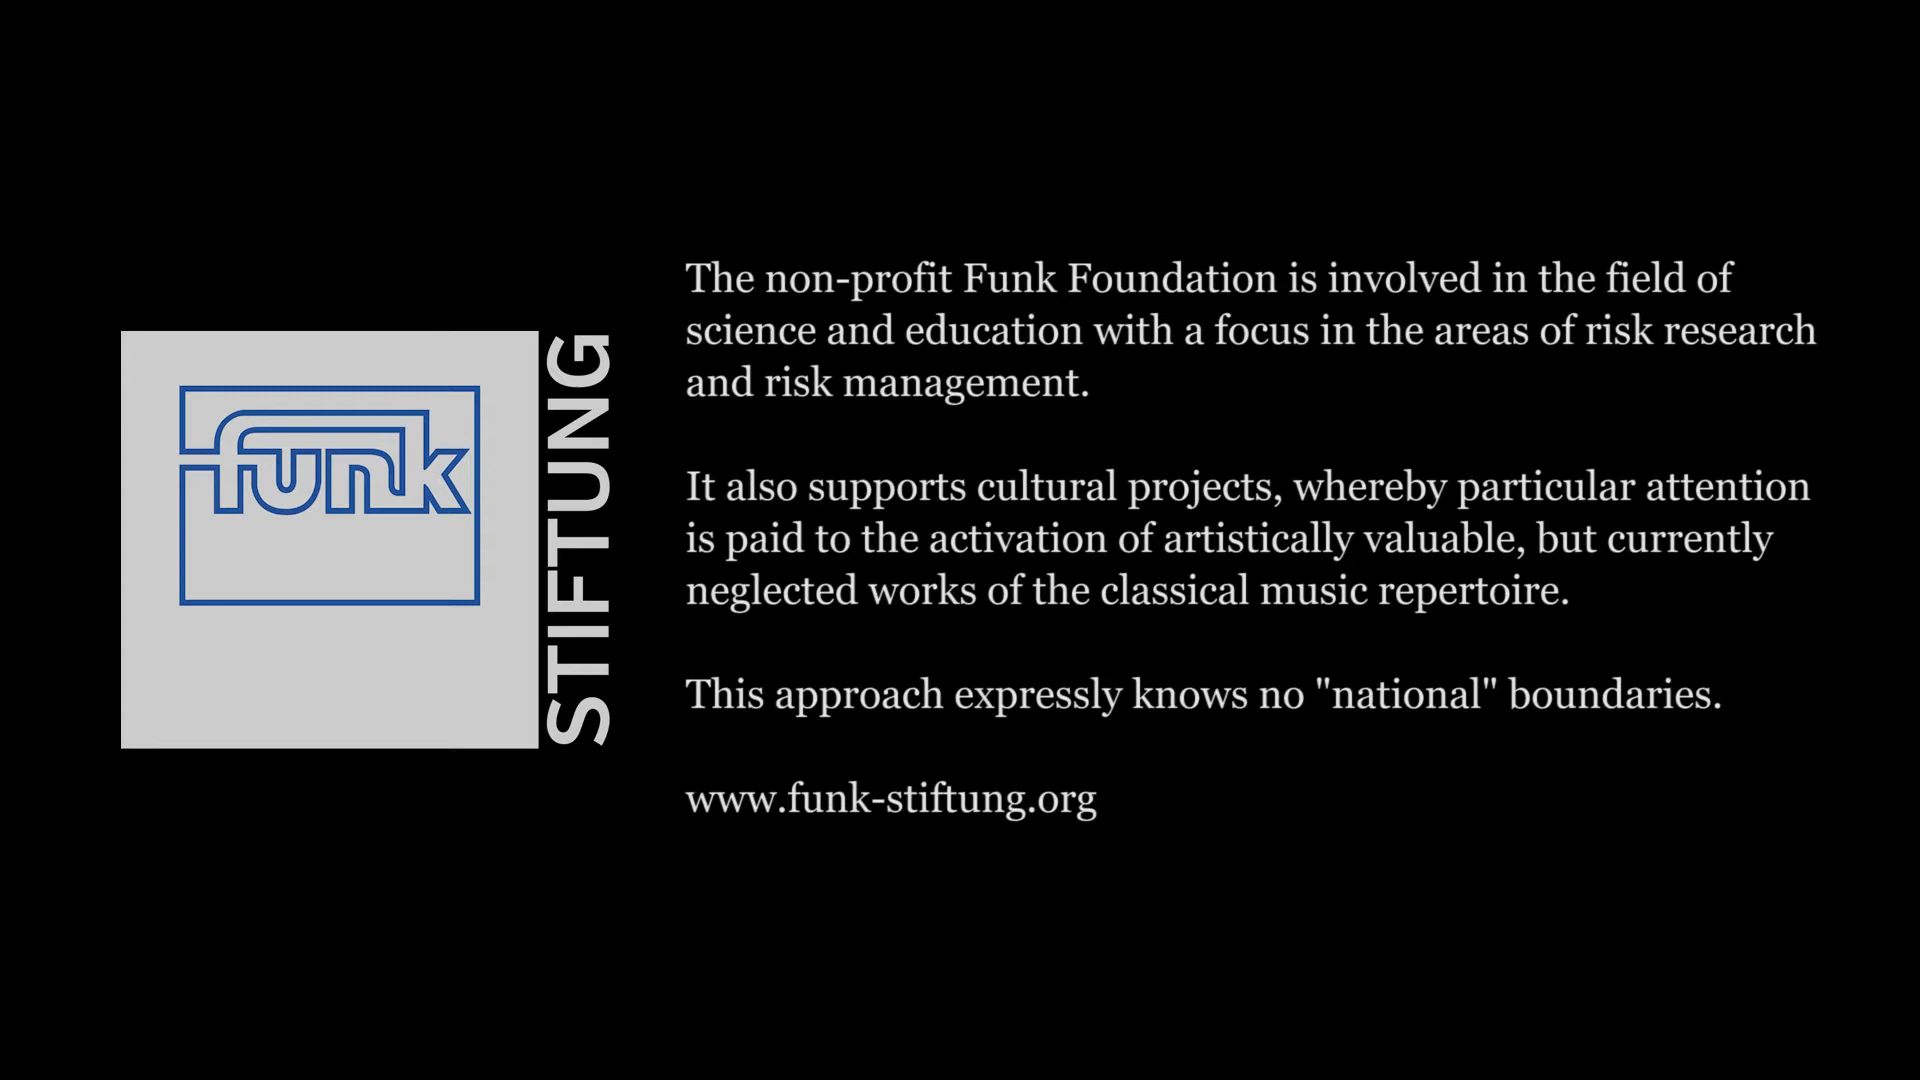 funk
STIFTUNG
The non-profit Funk Foundation is involved in the field of
science and education with a focus in the areas of risk research
and risk management.
It also supports cultural projects, whereby particular attention
is paid to the activation of artistically valuable, but currently
neglected works of the classical music repertoire.
This approach expressly knows no "national" boundaries.
www.funk-stiftung.org